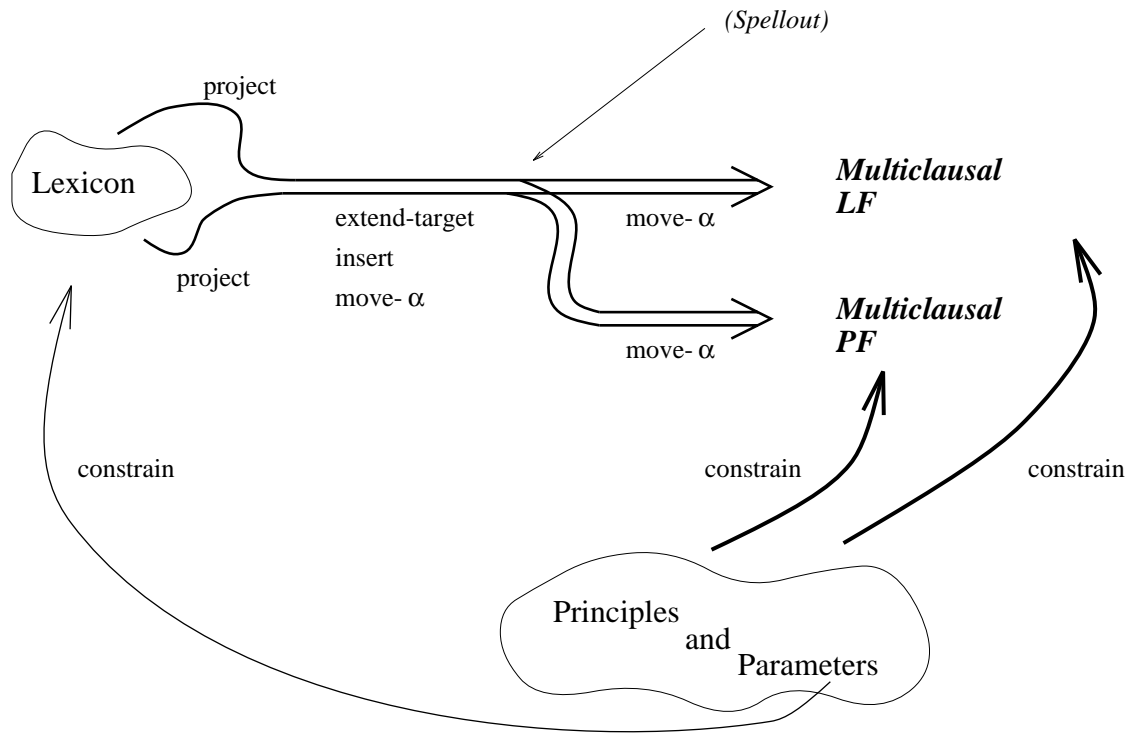 (Spellout)
project
Lexicon
Multiclausal
LF
extend-target
move- α
project
insert
move- α
Multiclausal
PF
move- α
constrain
constrain
constrain
Principles
and
Parameters